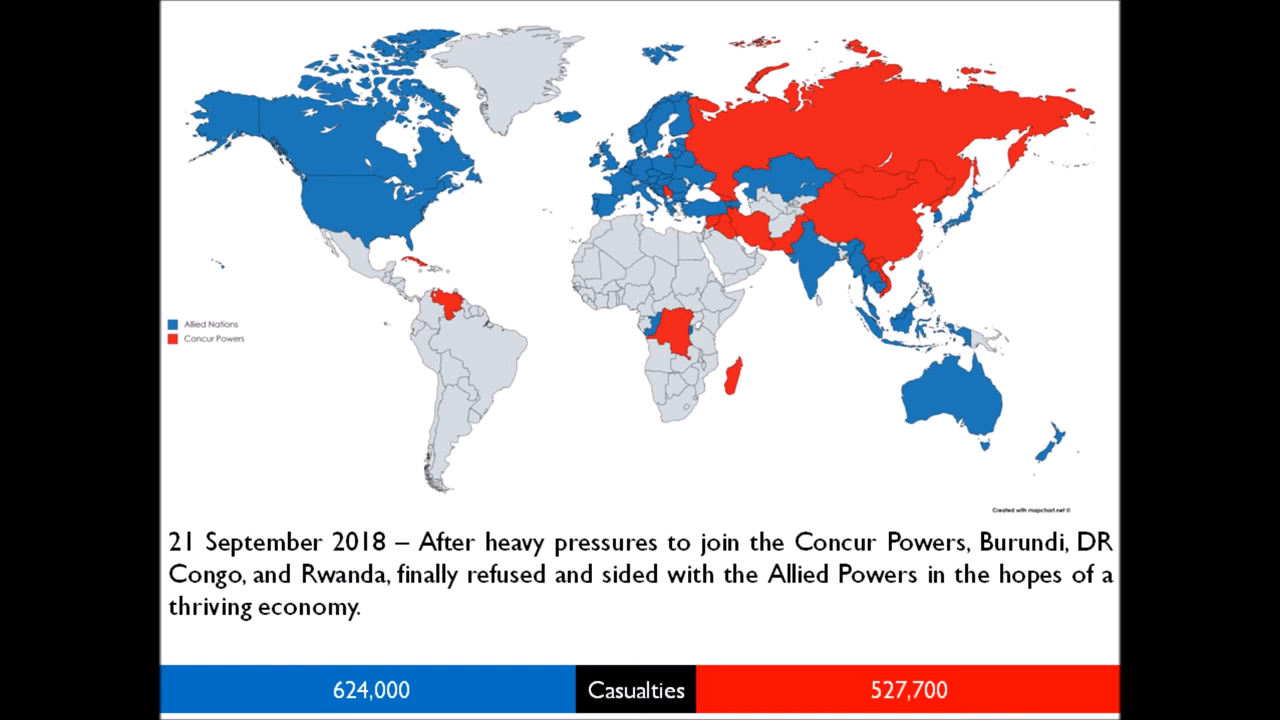 Allied Nations
Concur Powers
Created with mapchart.net ©
21 September 2018 – After heavy pressures to join the Concur Powers, Burundi, DR
Congo, and Rwanda, finally refused and sided with the Allied Powers in the hopes of a
thriving economy.
624,000
Casualties
527,700